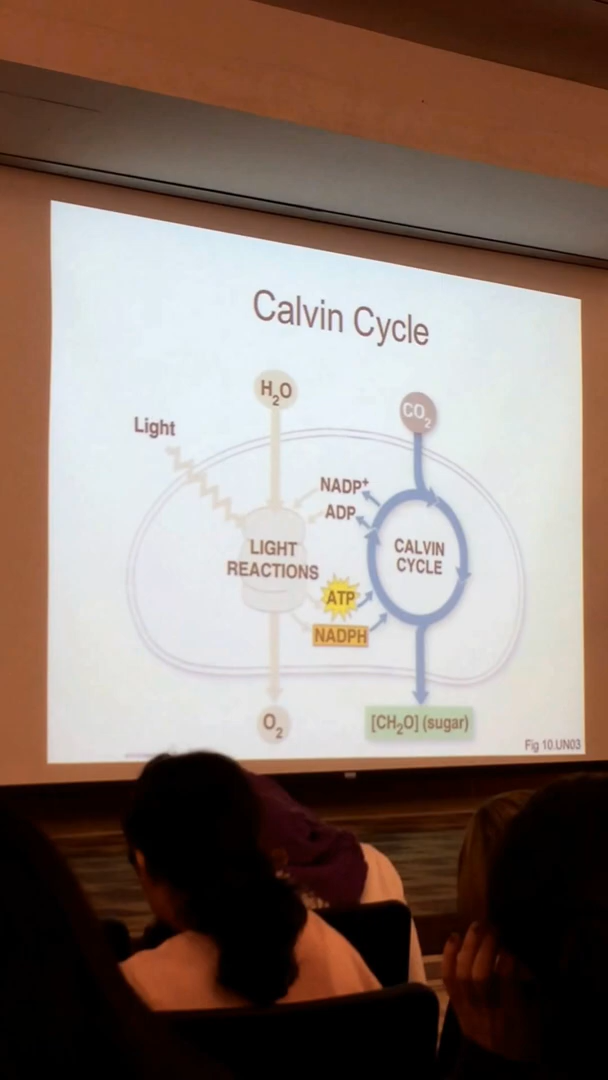 Calvin Cycle
H₂O
CO₂
Light
NADP⁺
ADP
LIGHT
REACTIONS
CALVIN
CYCLE
ATP
NADPH
O₂
[CH₂O] (sugar)
Fig 10.UN03